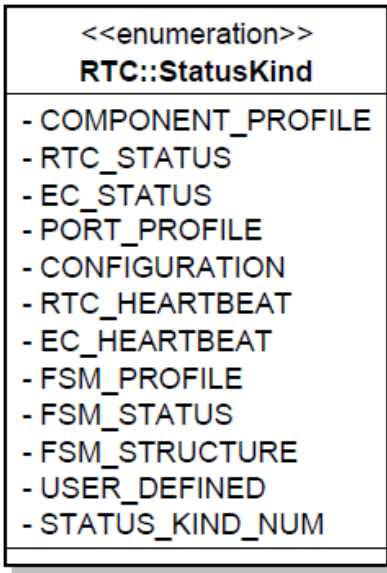 <<enumeration>>
RTC::StatusKind
- COMPONENT_PROFILE
- RTC_STATUS
- EC_STATUS
- PORT_PROFILE
- CONFIGURATION
- RTC_HEARTBEAT
- EC_HEARTBEAT
- FSM_PROFILE
- FSM_STATUS
- FSM_STRUCTURE
- USER_DEFINED
- STATUS_KIND_NUM